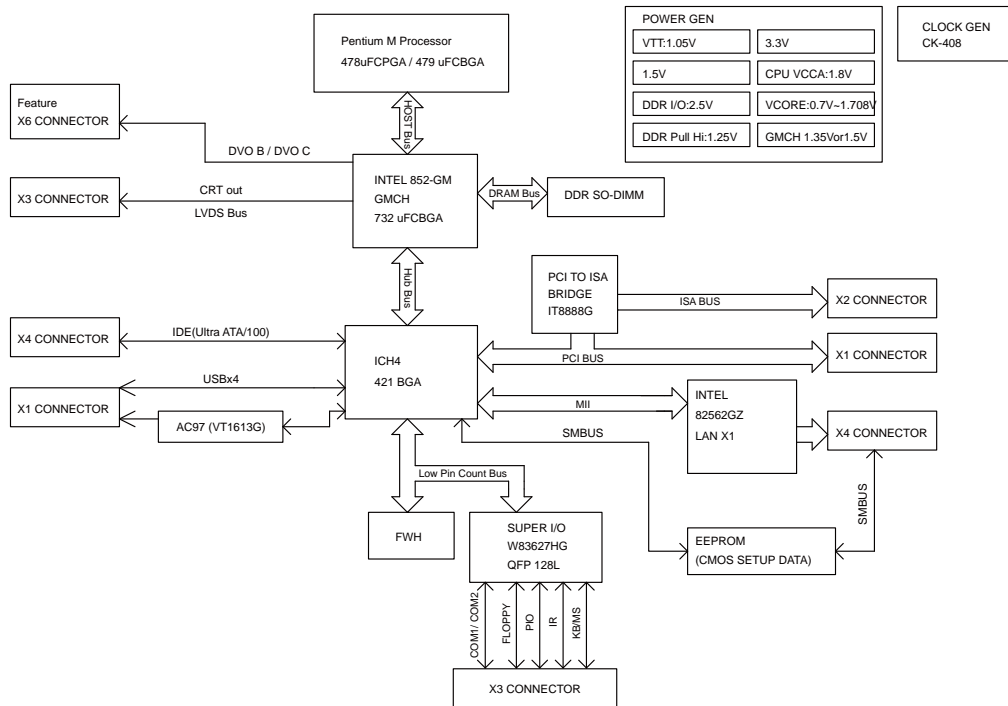 Pentium M Processor
478uFCPGA / 479 uFCBGA
POWER GEN
VTT:1.05V
3.3V
1.5V
CPU VCCA:1.8V
DDR I/O:2.5V
VCORE:0.7V~1.708V
DDR Pull Hi:1.25V
GMCH 1.35Vor1.5V
CLOCK GEN
CK-408
Feature
X6 CONNECTOR
HOST Bus
DVO B / DVO C
X3 CONNECTOR
CRT out
LVDS Bus
INTEL 852-GM
GMCH
732 uFCBGA
DRAM Bus
DDR SO-DIMM
Hub Bus
PCI TO ISA
BRIDGE
IT8888G
ISA BUS
X2 CONNECTOR
X4 CONNECTOR
IDE(Ultra ATA/100)
ICH4
421 BGA
PCI BUS
X1 CONNECTOR
USBx4
X1 CONNECTOR
AC97 (VT1613G)
MII
INTEL
82562GZ
LAN X1
X4 CONNECTOR
SMBUS
Low Pin Count Bus
SMBUS
FWH
SUPER I/O
W83627HG
QFP 128L
EEPROM
(CMOS SETUP DATA)
COM1/ COM2
FLOPPY
PIO
IR
KB/MS
X3 CONNECTOR